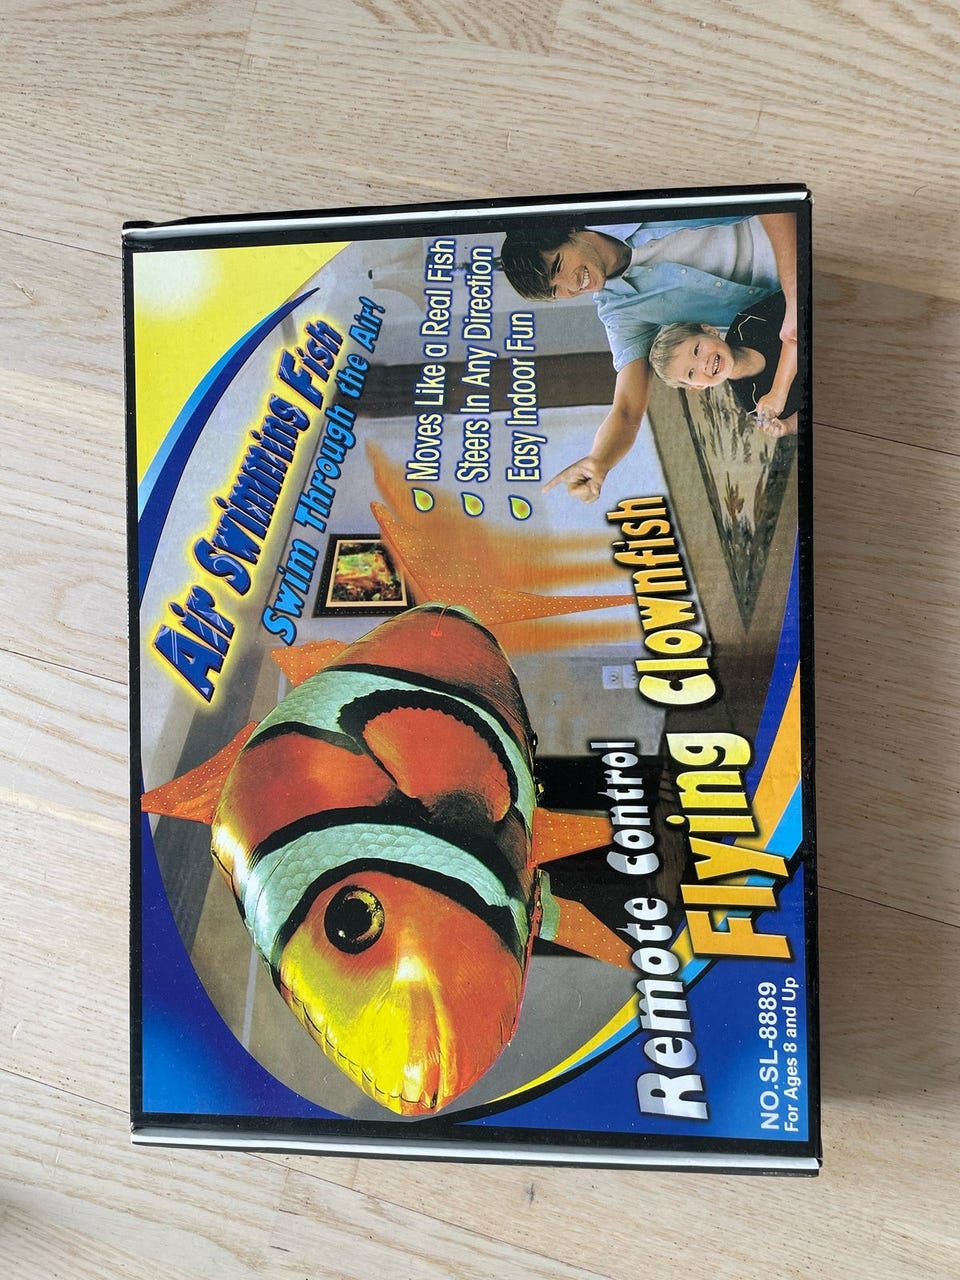 Air Swimming Fish
Swim Through the Air!
Moves Like a Real Fish
Steers In Any Direction
Easy Indoor Fun
Remote Control
Flying Clownfish
NO.SL-8889
For Ages 8 and Up